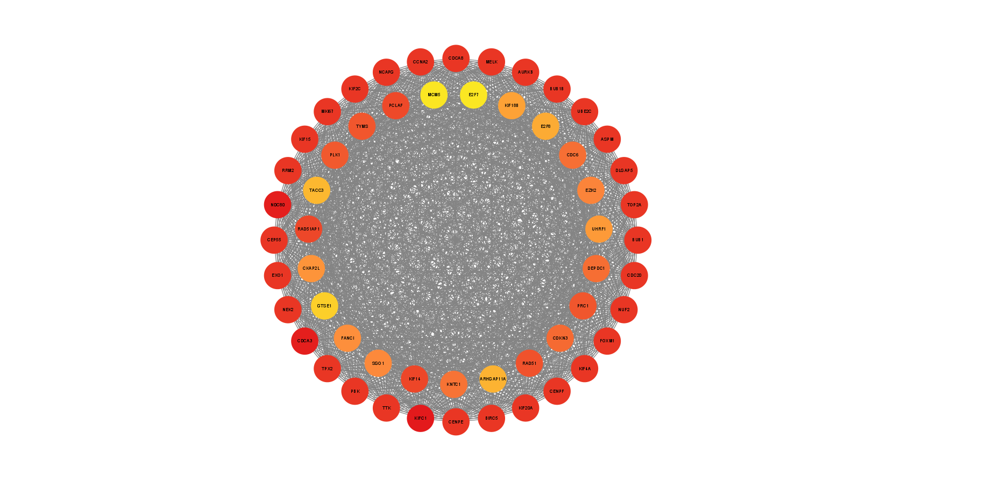 CDCA8
CCNA2
MELK
NCAPG
AURKB
KIF2C
BUB1B
MCM5
E2F7
PCLAF
KIF18B
MKI67
UBE2C
TYMS
E2F8
KIF15
ASPM
PLK1
CDC6
RRM2
DLGAP5
TACC3
EZH2
NDC80
TOP2A
RAD51AP1
UHRF1
CEP55
BUB1
CKAP2L
DEPDC1
EXO1
CDC20
GTSE1
PRC1
NEK2
NUF2
FANCI
CDKN3
CDCA3
FOXM1
SGO1
RAD51
TPX2
KIF4A
KIF14
ARHGAP11A
KNTC1
PBK
CENPF
TTK
KIF20A
KIFC1
BIRC5
CENPE